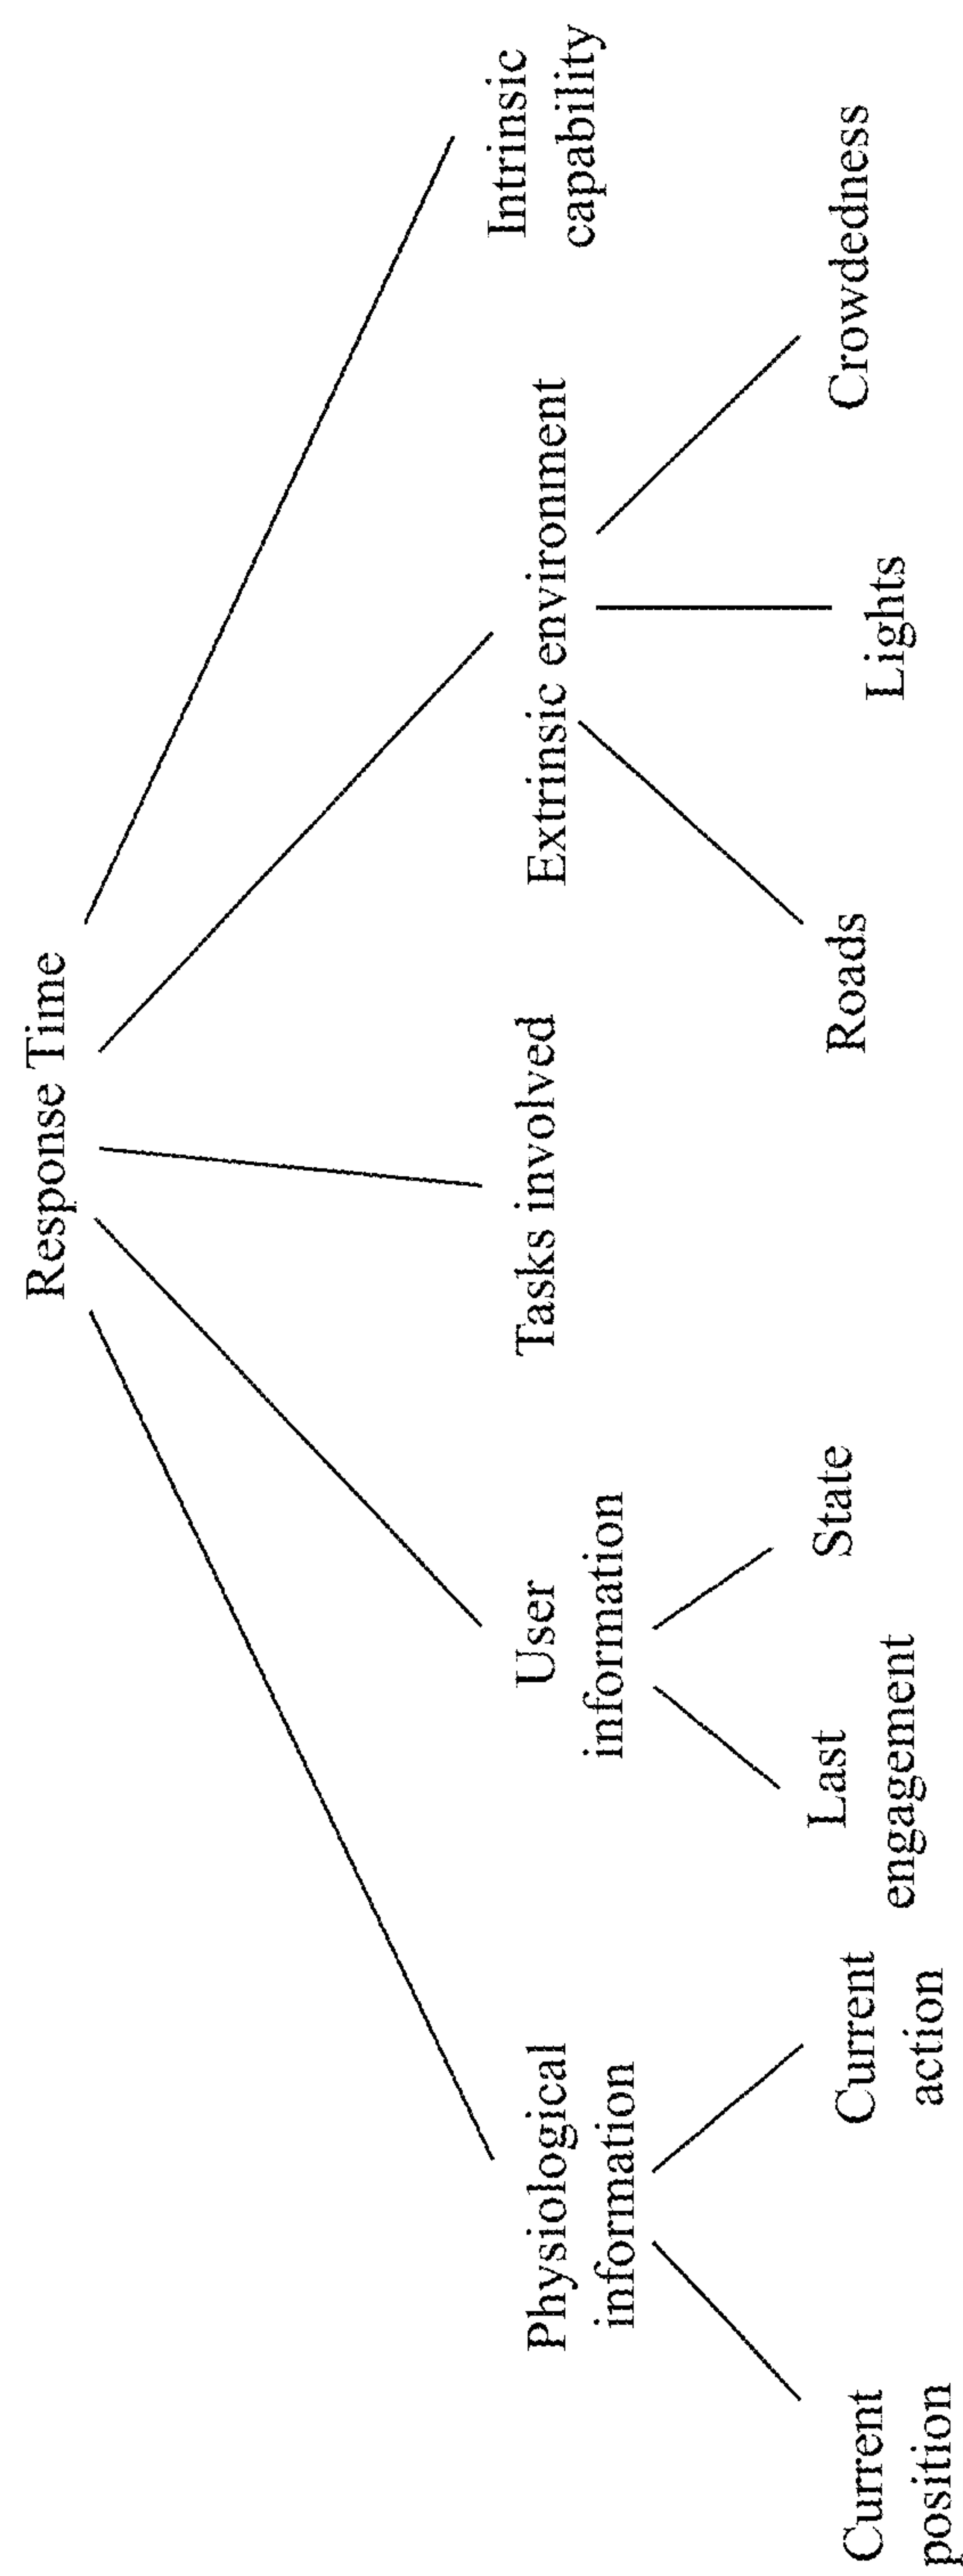 Response Time
Physiological
information
User
information
Tasks involved
Extrinsic environment
Intrinsic
capability
Current
position
Current
action
Last
engagement
State
Roads
Lights
Crowdedness